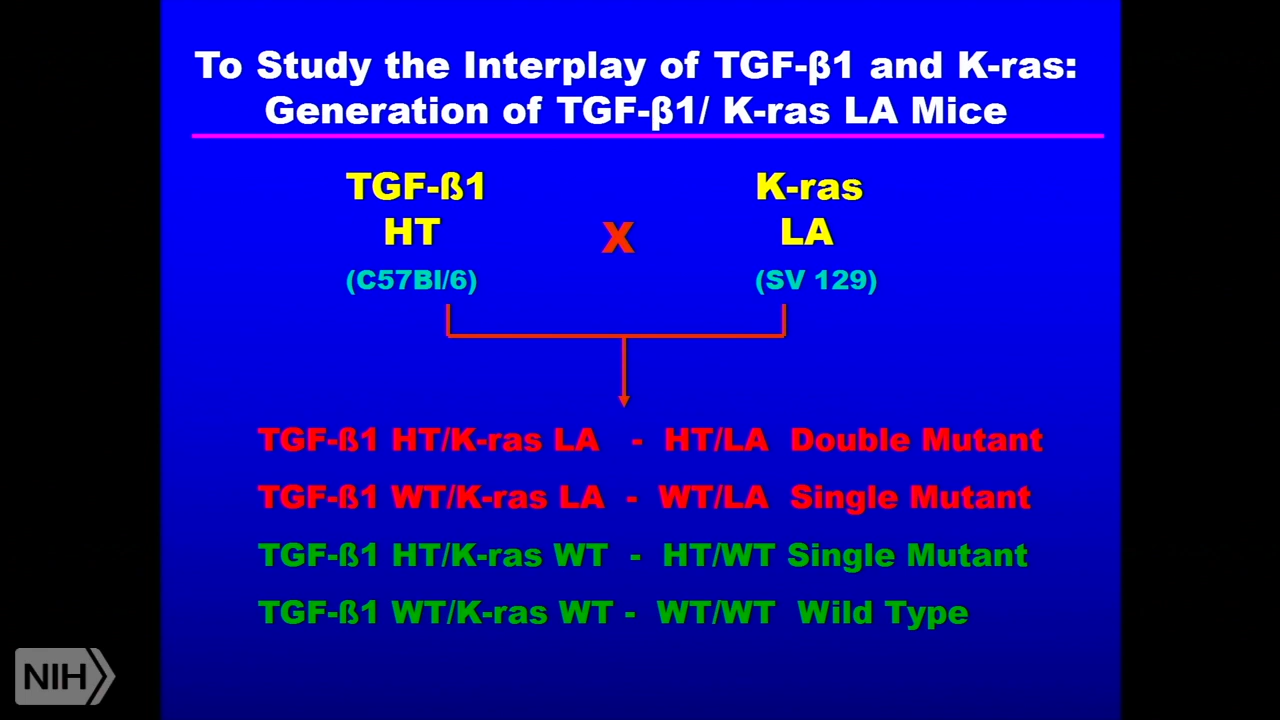 To Study the Interplay of TGF-β1 and K-ras:
Generation of TGF-β1/ K-ras LA Mice
TGF-ß1 K-ras
HT X LA
(C57Bl/6) (SV 129)
TGF-ß1 HT/K-ras LA - HT/LA Double Mutant
TGF-ß1 WT/K-ras LA - WT/LA Single Mutant
TGF-ß1 HT/K-ras WT - HT/WT Single Mutant
TGF-ß1 WT/K-ras WT - WT/WT Wild Type
NIH